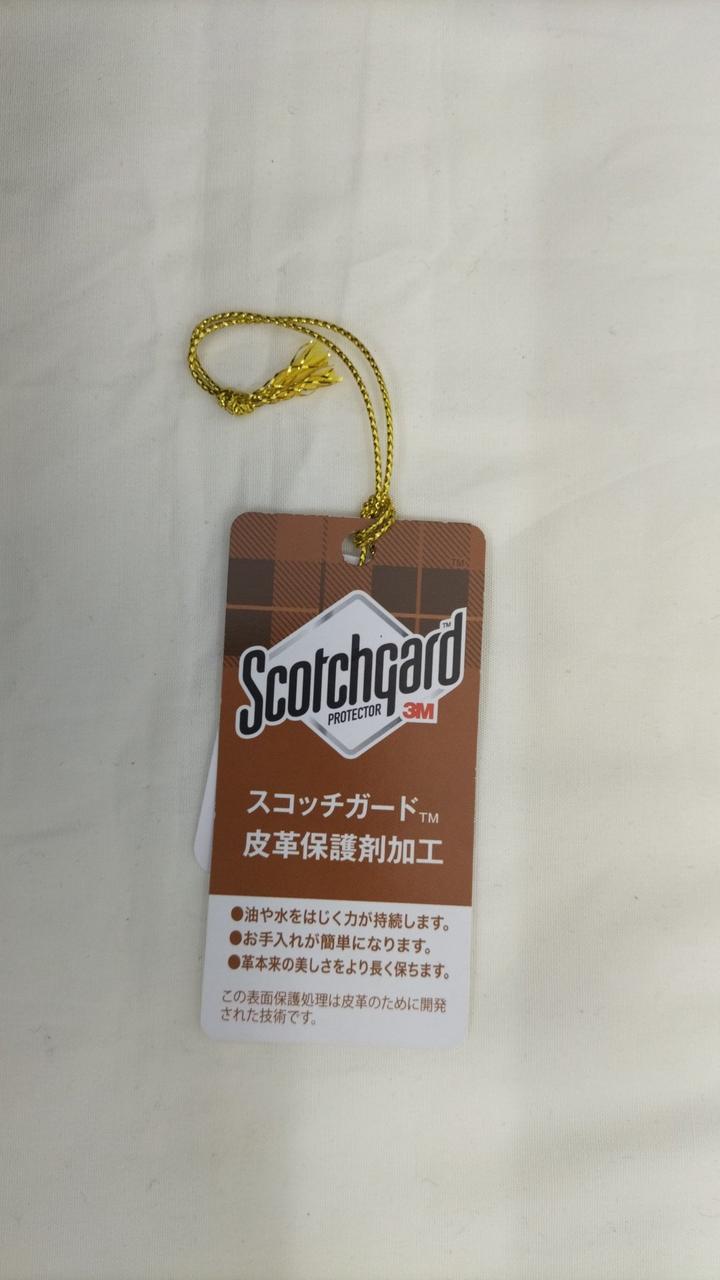 TM
Scotchgard™
PROTECTOR 3M
スコッチガード™
皮革保護剤加工
●油や水をはじく力が持続します。
●お手入れが簡単になります。
●革本来の美しさをより長く保ちます。
この表面保護処理は皮革のために開発
された技術です。